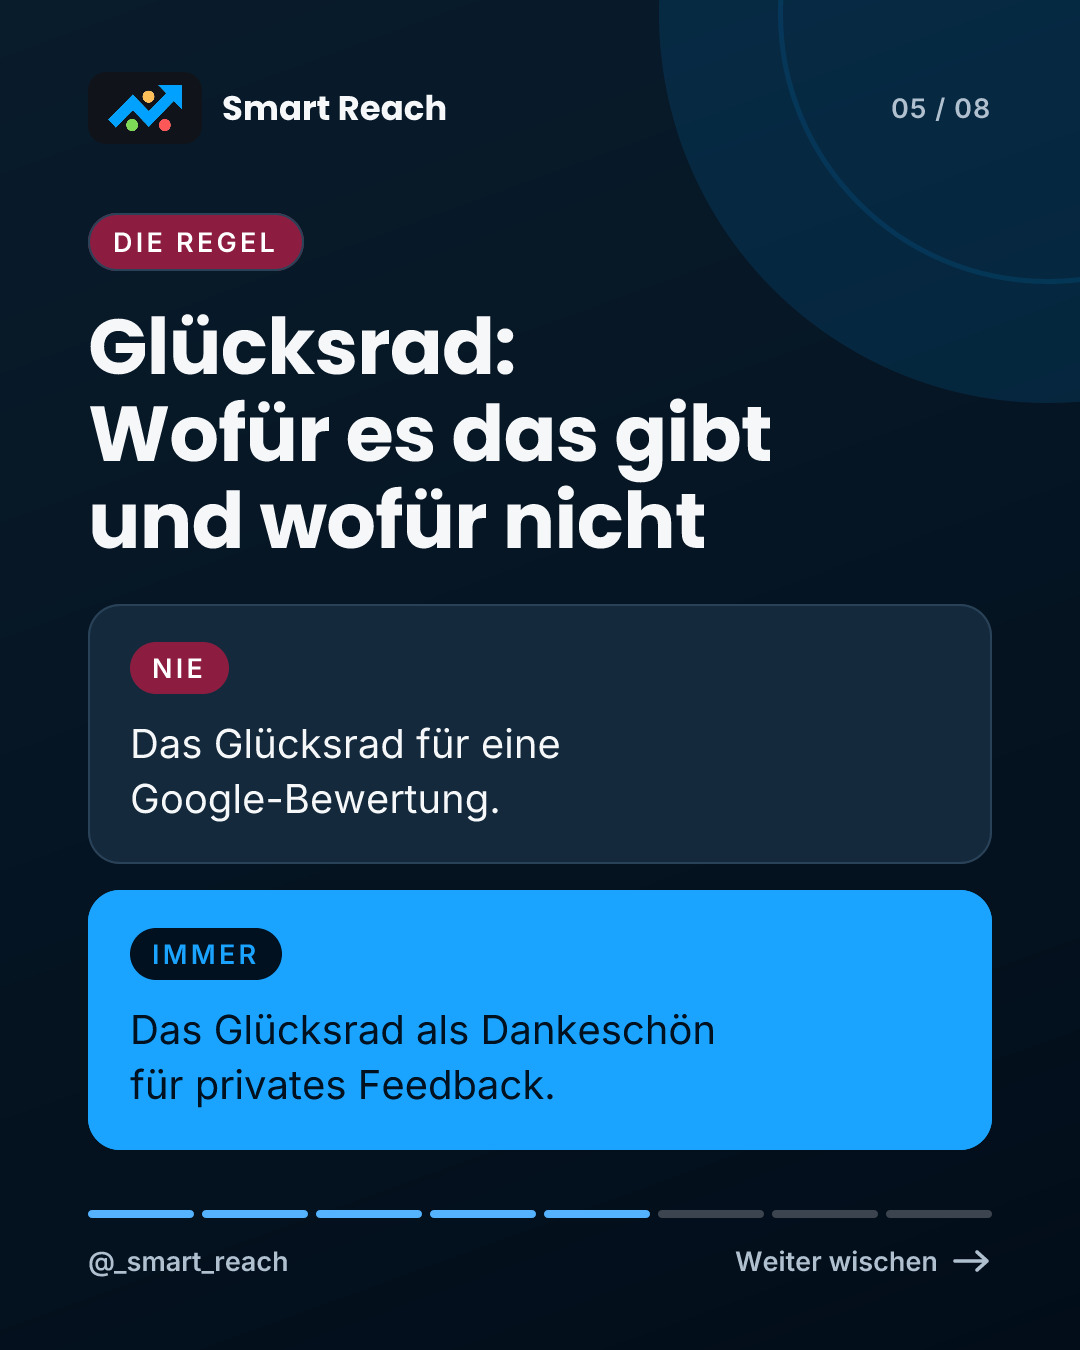 Smart Reach
05 / 08
DIE REGEL
Glücksrad:
Wofür es das gibt
und wofür nicht
NIE
Das Glücksrad für eine
Google-Bewertung.
IMMER
Das Glücksrad als Dankeschön
für privates Feedback.
@_smart_reach
Weiter wischen →